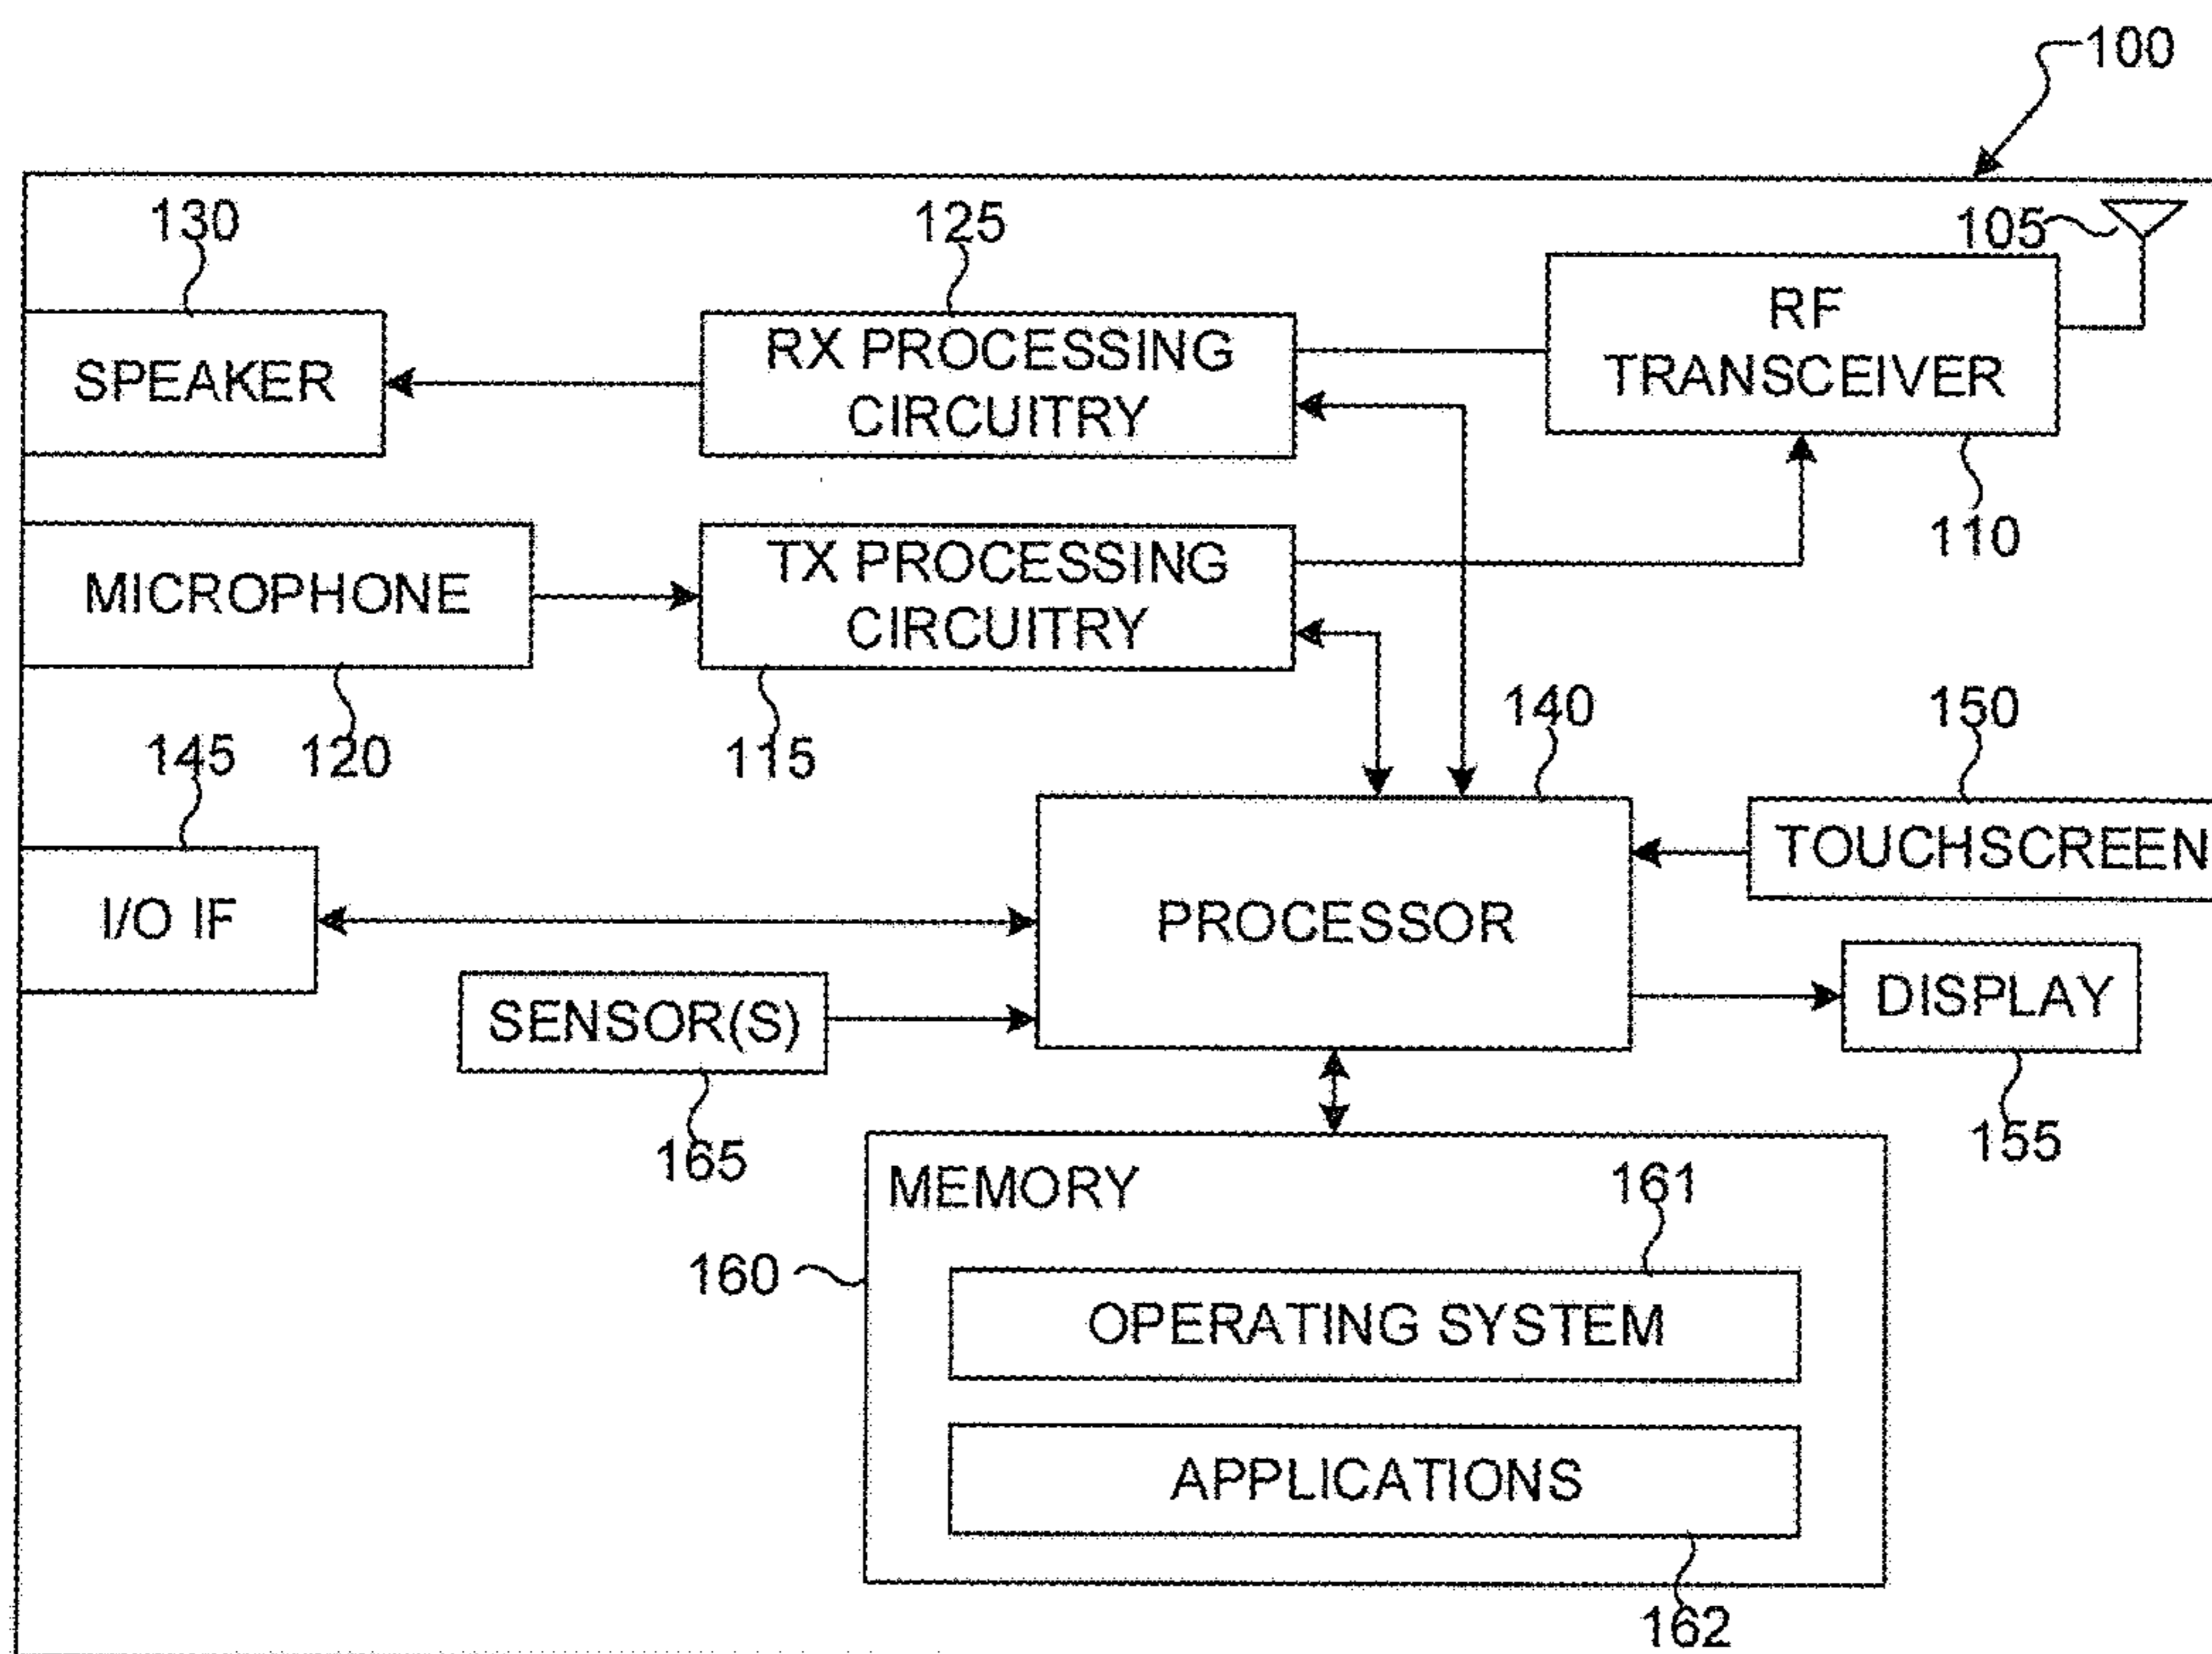 100
130
125
105
RF
TRANSCEIVER
RX PROCESSING
CIRCUITRY
SPEAKER
110
TX PROCESSING
CIRCUITRY
MICROPHONE
140
150
145
120
115
TOUCHSCREEN
I/O IF
PROCESSOR
DISPLAY
SENSOR(S)
165
155
MEMORY
161
160
OPERATING SYSTEM
APPLICATIONS
162